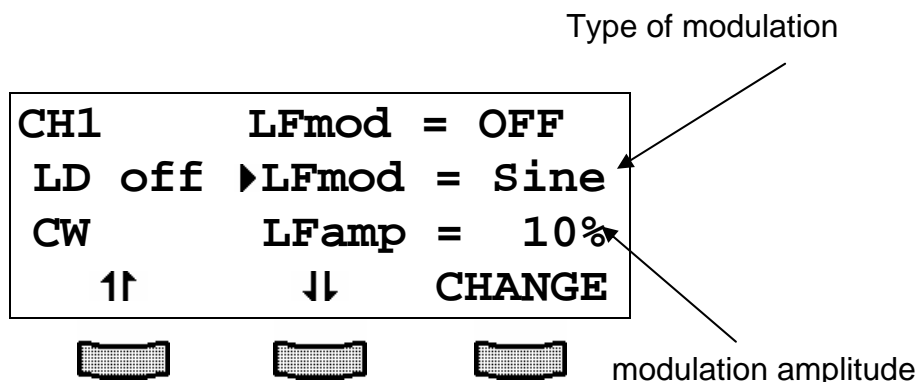 Type of modulation
CH1 LFmod = OFF
LD off LFmod = Sine
CW LFamp = 10%
CHANGE
modulation amplitude